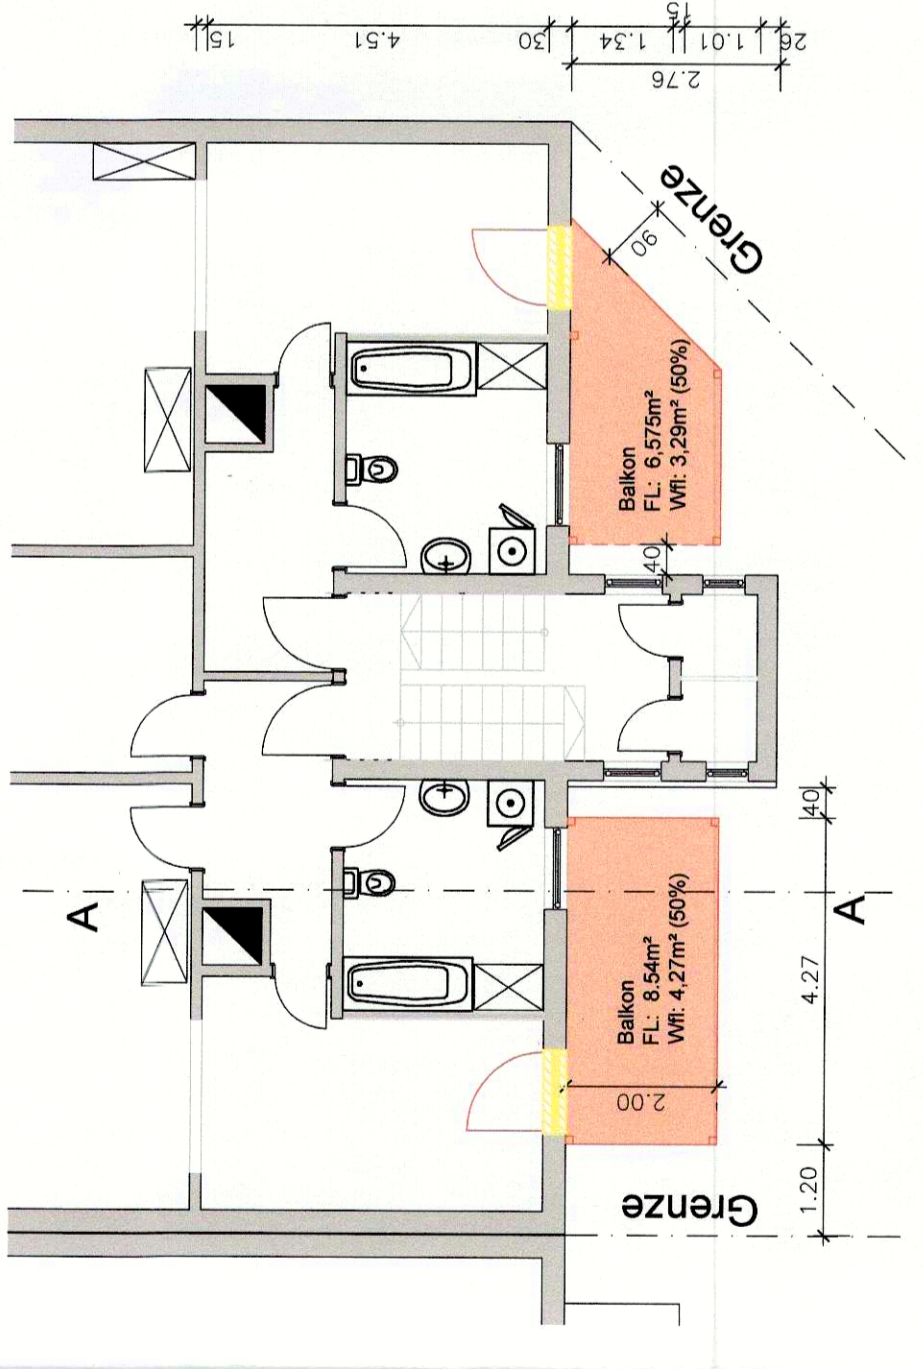 15
4.51
30
1.34
15
1.01
26
2.76
Grenze
90
Balkon
FL: 6,575m²
Wfl: 3,29m² (50%)
40
40
A
A
Balkon
FL: 8.54m²
Wfl: 4,27m² (50%)
4.27
2.00
1.20
Grenze